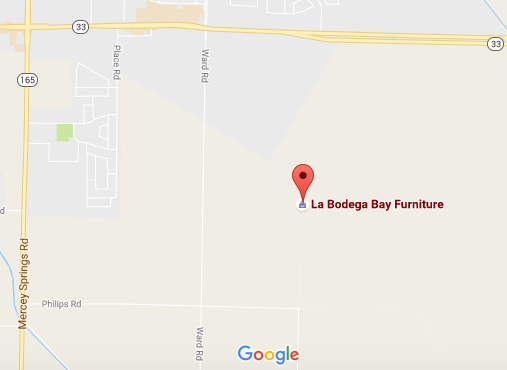 33
33
Place Rd
Ward Rd
165
La Bodega Bay Furniture
d
Mercey Springs Rd
Philips Rd
Ward Rd
Google